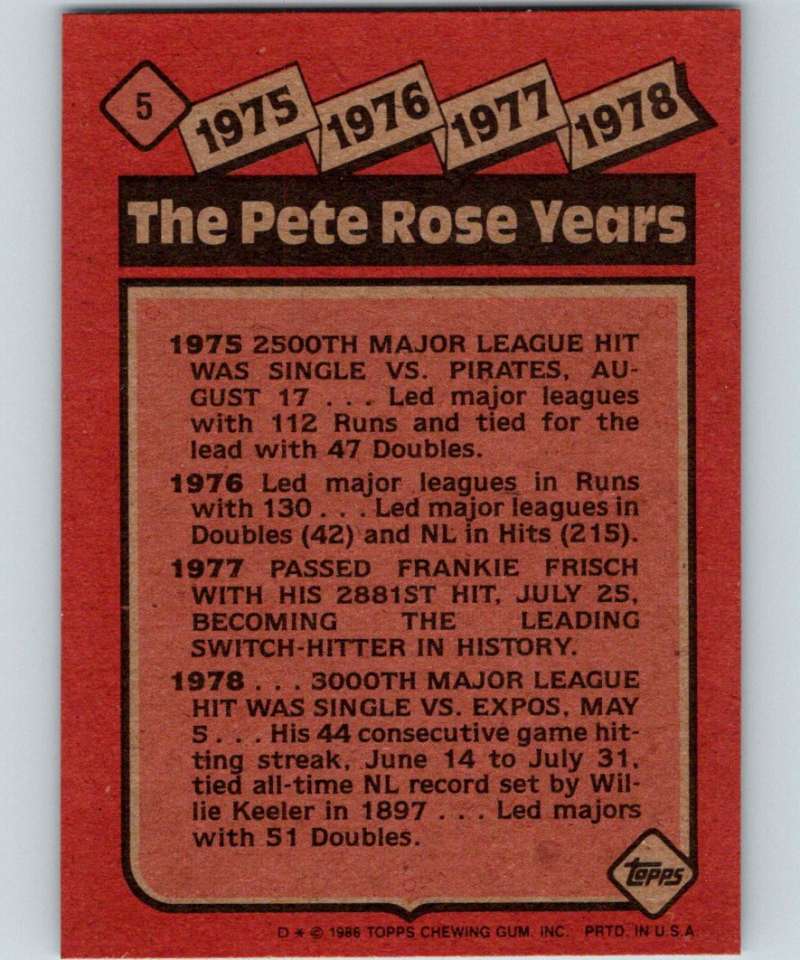 5
1975 1976 1977 1978
The Pete Rose Years
1975 2500TH MAJOR LEAGUE HIT
WAS SINGLE VS. PIRATES, AU-
GUST 17 . . . Led major leagues
with 112 Runs and tied for the
lead with 47 Doubles.
1976 Led major leagues in Runs
with 130 . . . Led major leagues in
Doubles (42) and NL in Hits (215).
1977 PASSED FRANKIE FRISCH
WITH HIS 2881ST HIT, JULY 25,
BECOMING THE LEADING
SWITCH-HITTER IN HISTORY.
1978 . . . 3000TH MAJOR LEAGUE
HIT WAS SINGLE VS. EXPOS, MAY
5 . . . His 44 consecutive game hit-
ting streak, June 14 to July 31,
tied all-time NL record set by Wil-
lie Keeler in 1897 . . . Led majors
with 51 Doubles.
topps
D * © 1986 TOPPS CHEWING GUM, INC. PRTD. IN U.S.A